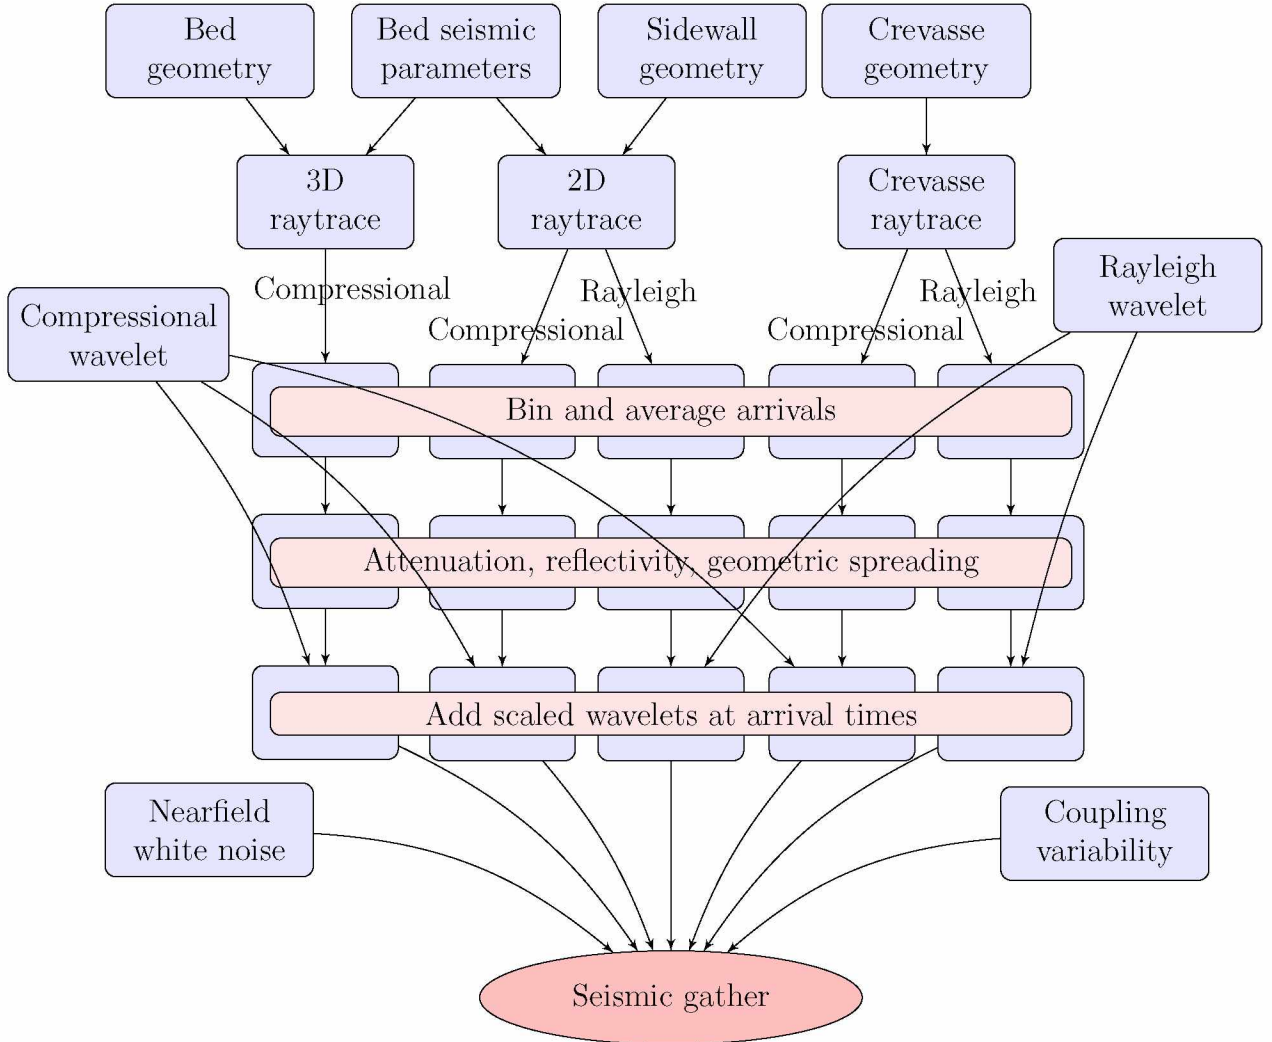 Bed
geometry
Bed seismic
parameters
Sidewall
geometry
Crevasse
geometry
3D
raytrace
2D
raytrace
Crevasse
raytrace
Rayleigh
wavelet
Compressional
Rayleigh
Rayleigh
Compressional
wavelet
Compressional
Compressional
Bin and average arrivals
Attenuation, reflectivity, geometric spreading
Add scaled wavelets at arrival times
Nearfield
white noise
Coupling
variability
Seismic gather